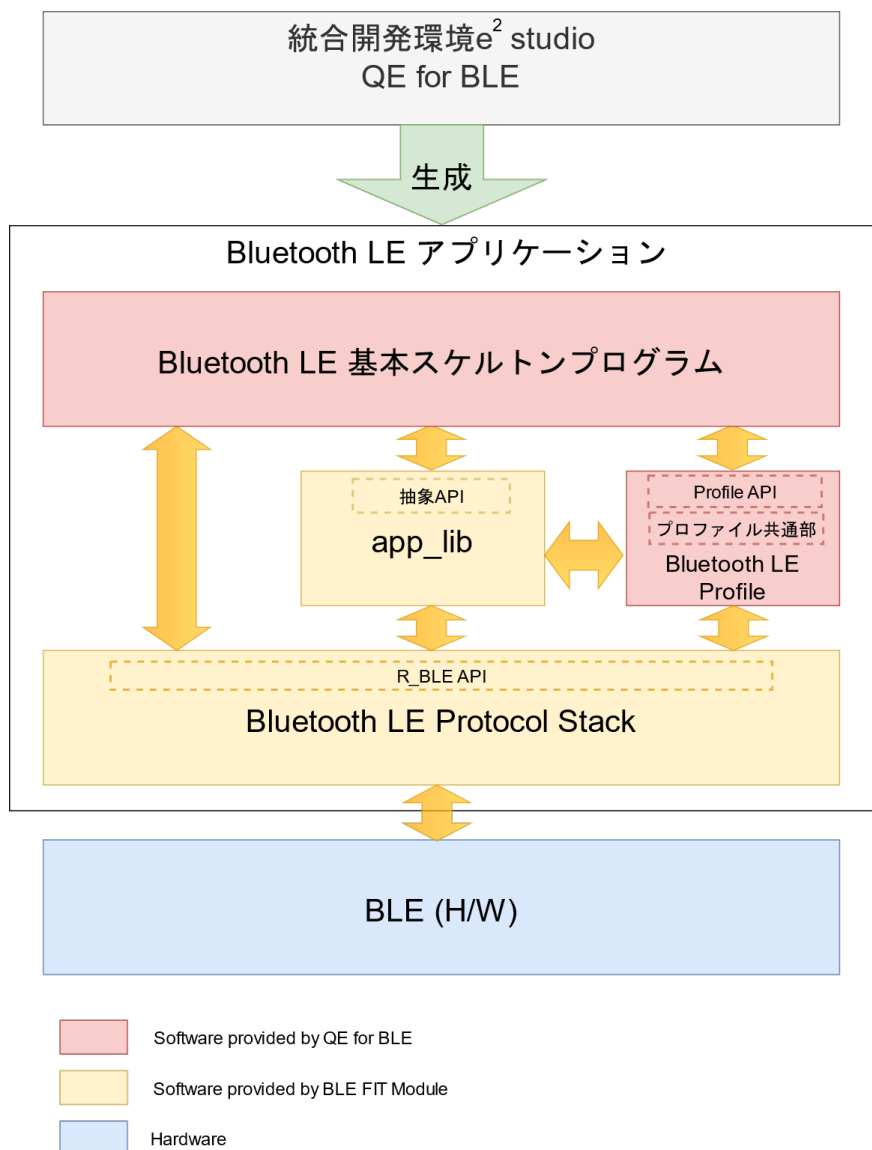 統合開発環境e² studio
QE for BLE
生成
Bluetooth LE アプリケーション
Bluetooth LE 基本スケルトンプログラム
抽象API
app_lib
Profile API
プロファイル共通部
Bluetooth LE
Profile
R_BLE API
Bluetooth LE Protocol Stack
BLE (H/W)
Software provided by QE for BLE
Software provided by BLE FIT Module
Hardware